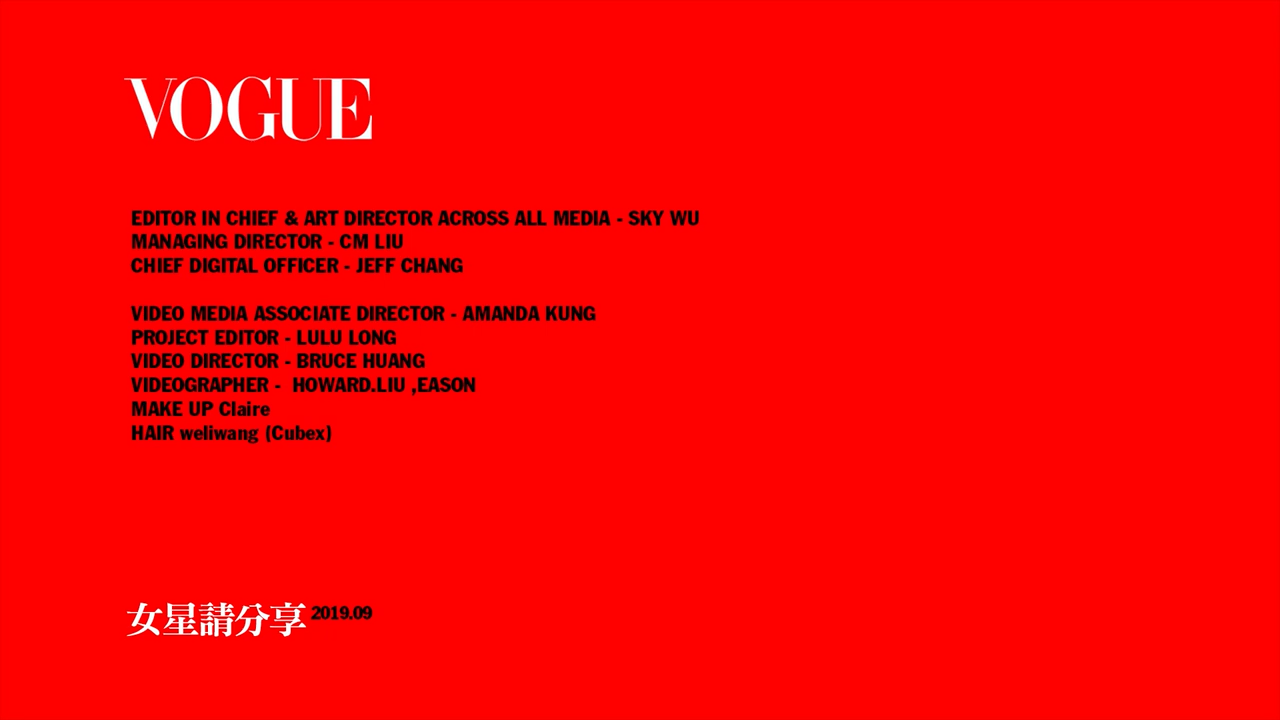 VOGUE
EDITOR IN CHIEF & ART DIRECTOR ACROSS ALL MEDIA - SKY WU
MANAGING DIRECTOR - CM LIU
CHIEF DIGITAL OFFICER - JEFF CHANG
VIDEO MEDIA ASSOCIATE DIRECTOR - AMANDA KUNG
PROJECT EDITOR - LULU LONG
VIDEO DIRECTOR - BRUCE HUANG
VIDEOGRAPHER -  HOWARD.LIU ,EASON
MAKE UP Claire
HAIR weliwang (Cubex)
女星請分享 2019.09